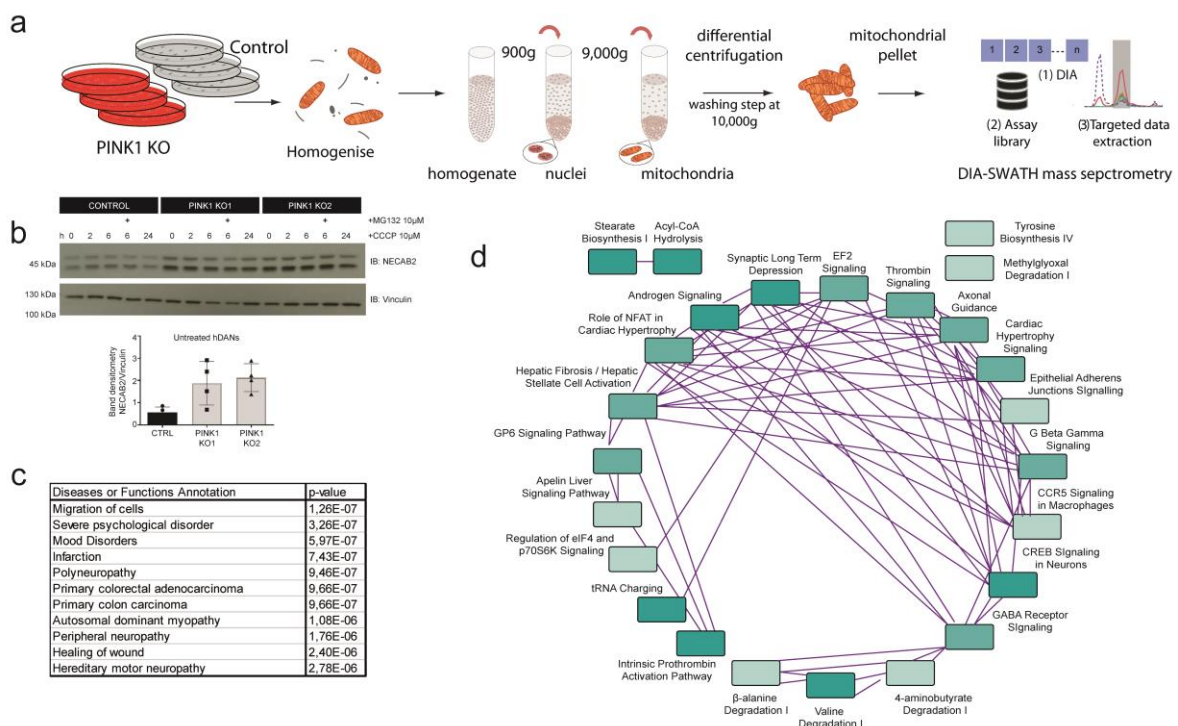 a
Control
PINK1 KO
Homogenise
900g
9,000g
homogenate
nuclei
mitochondria
differential
centrifugation
washing step at
10,000g
mitochondrial
pellet
1 2 3 n
(1) DIA
(2) Assay
library
(3)Targeted data
extraction
DIA-SWATH mass sepctrometry
b
CONTROL PINK1 KO1 PINK1 KO2
+ + + +MG132 10µM
h 0 2 6 6 24 0 2 6 6 24 0 2 6 6 24 +CCCP 10µM
45 kDa
IB: NECAB2
130 kDa
100 kDa
IB: Vinculin
Untreated hDANs
Band densitometry
NECAB2/Vinculin
4
3
2
1
0
CTRL
PINK1
KO1
PINK1
KO2
c
Diseases or Functions Annotation p-value
Migration of cells 1,26E-07
Severe psychological disorder 3,26E-07
Mood Disorders 5,97E-07
Infarction 7,43E-07
Polyneuropathy 9,46E-07
Primary colorectal adenocarcinoma 9,66E-07
Primary colon carcinoma 9,66E-07
Autosomal dominant myopathy 1,08E-06
Peripheral neuropathy 1,76E-06
Healing of wound 2,40E-06
Hereditary motor neuropathy 2,78E-06
d
Stearate
Biosynthesis I
Acyl-CoA
Hydrolysis
Tyrosine
Biosynthesis IV
Methylglyoxal
Degradation I
Synaptic Long Term
Depression
EF2
Signaling
Thrombin
Signaling
Axonal
Guidance
Cardiac
Hypertrophy
Signaling
Epithelial Adherens
Junctions SIgnalling
G Beta Gamma
Signaling
CCR5 Signaling
in Macrophages
CREB SIgnaling
in Neurons
GABA Receptor
SIgnaling
4-aminobutyrate
Degradation I
Valine
Degradation I
β-alanine
Degradation I
Intrinsic Prothrombin
Activation Pathway
tRNA Charging
Regulation of eIF4 and
p70S6K Signaling
Apelin Liver
Signaling Pathway
GP6 Signaling Pathway
Hepatic Fibrosis / Hepatic
Stellate Cell Activation
Role of NFAT in
Cardiac Hypertrophy
Androgen Signaling